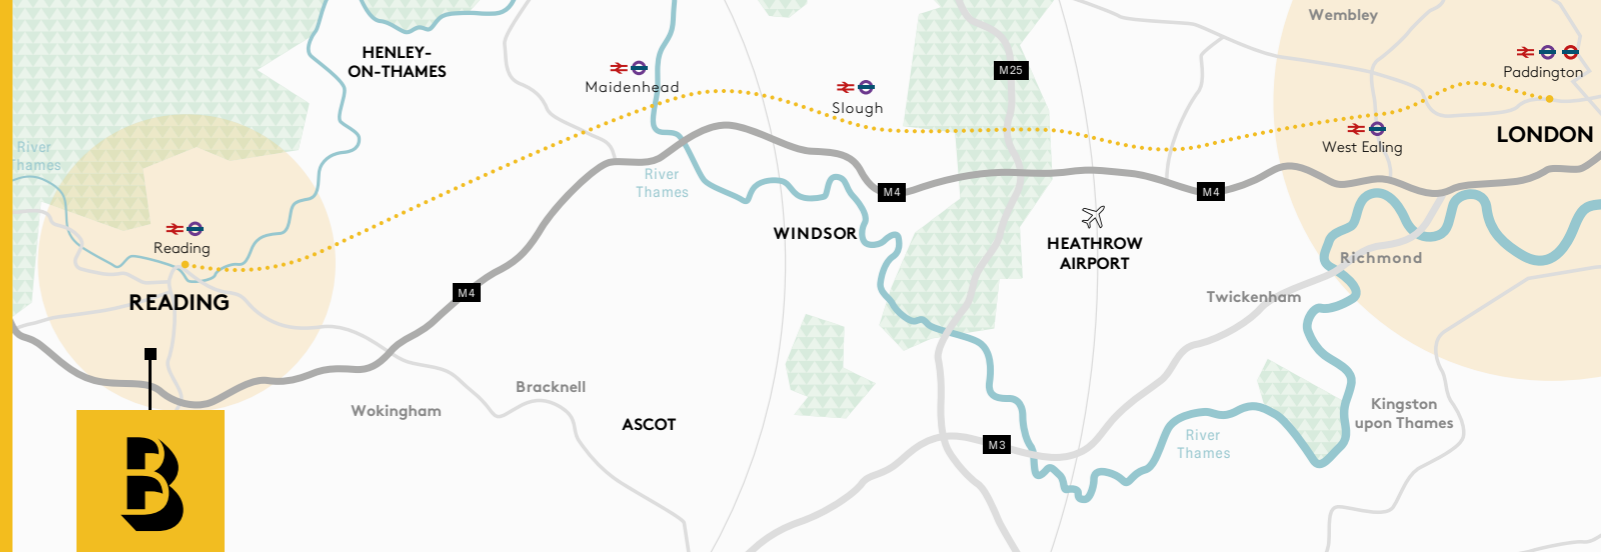 Wembley
HENLEY-
ON-THAMES
Maidenhead
Slough
M25
Paddington
LONDON
West Ealing
River
Thames
River
Thames
M4
M4
Reading
READING
WINDSOR
HEATHROW
AIRPORT
Richmond
Twickenham
M4
Bracknell
Wokingham
ASCOT
Kingston
upon Thames
M3
River
Thames
B